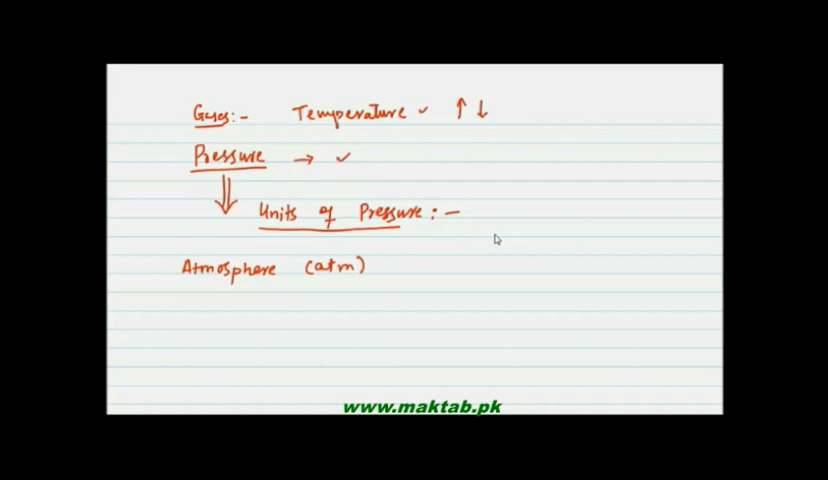 Gases:- Temperature ✓ ↑ ↓
Pressure → ✓
Units of Pressure:-
Atmosphere (atm)
www.maktab.pk